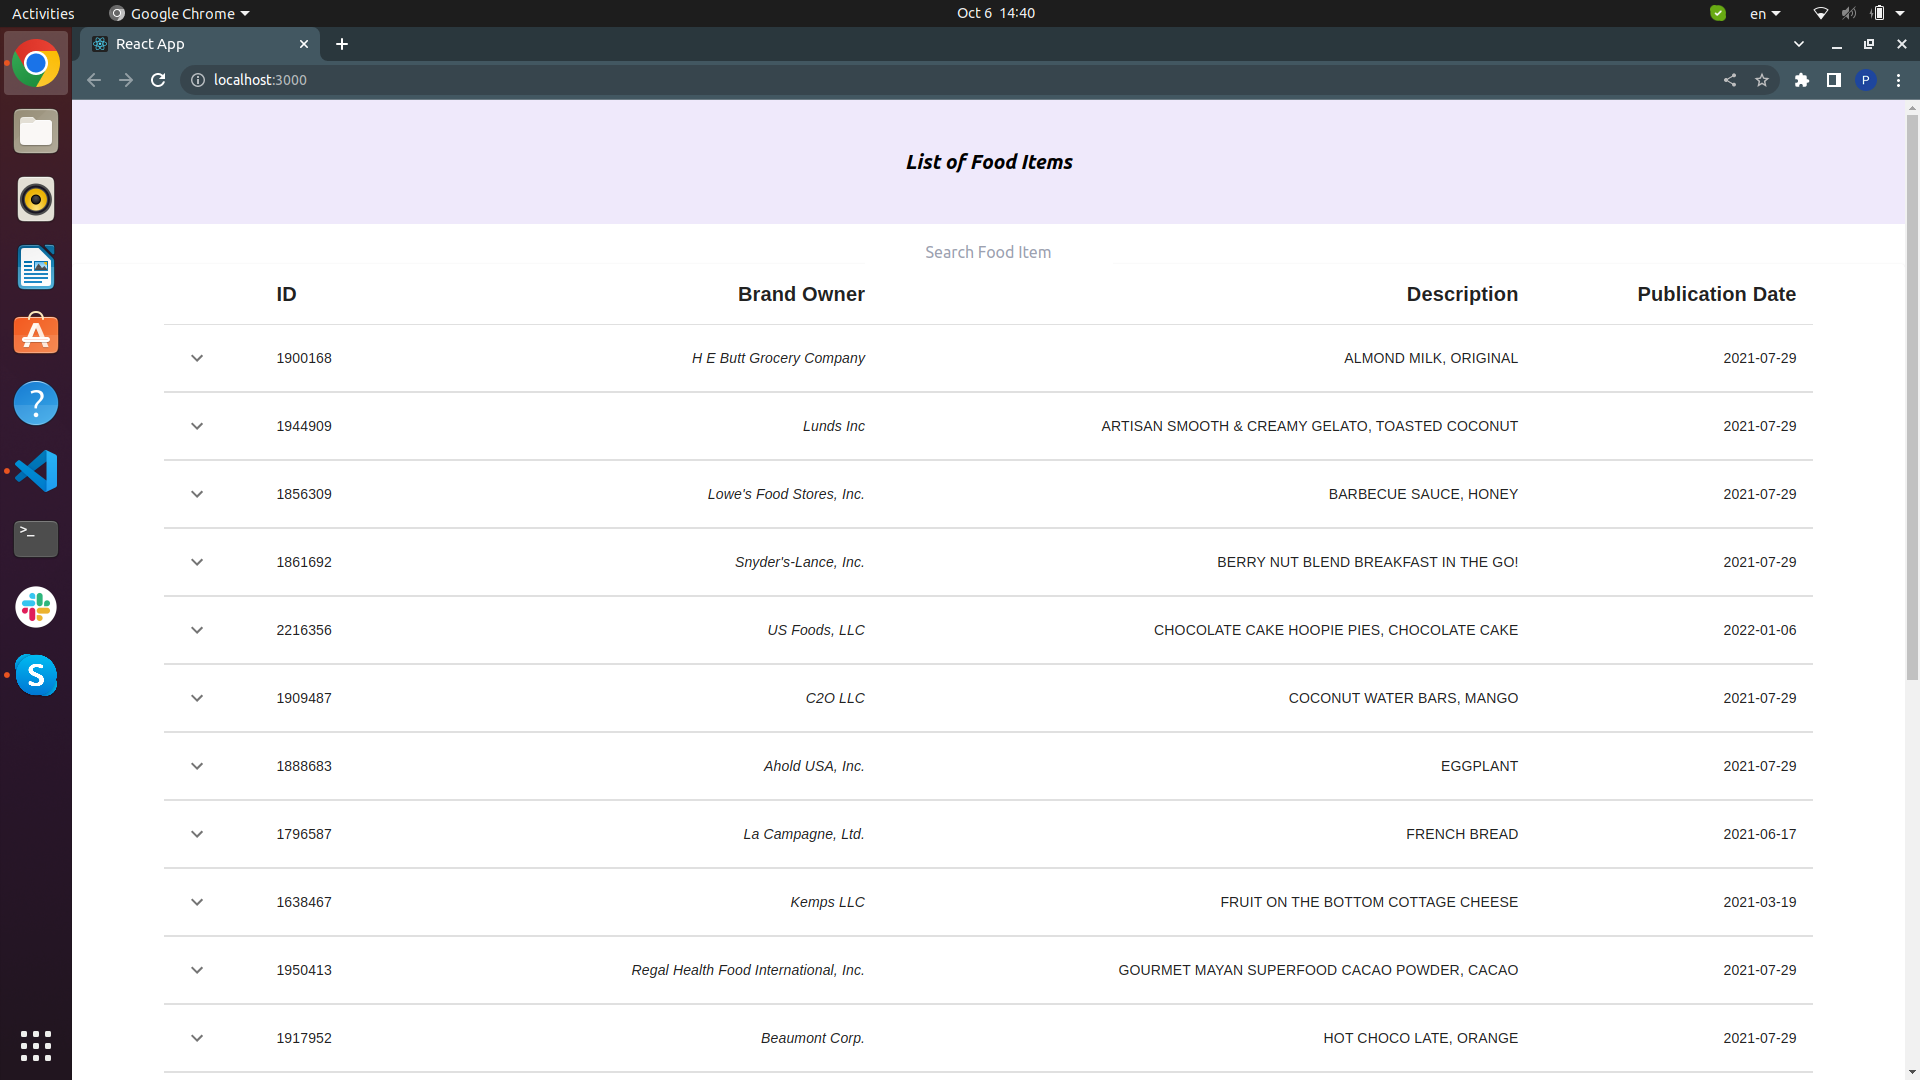 Activities Google Chrome Oct 6 14:40 en
React App
localhost:3000 P
List of Food Items
Search Food Item
ID Brand Owner Description Publication Date
1900168 H E Butt Grocery Company ALMOND MILK, ORIGINAL 2021-07-29
1944909 Lunds Inc ARTISAN SMOOTH & CREAMY GELATO, TOASTED COCONUT 2021-07-29
1856309 Lowe's Food Stores, Inc. BARBECUE SAUCE, HONEY 2021-07-29
1861692 Snyder's-Lance, Inc. BERRY NUT BLEND BREAKFAST IN THE GO! 2021-07-29
2216356 US Foods, LLC CHOCOLATE CAKE HOOPIE PIES, CHOCOLATE CAKE 2022-01-06
1909487 C2O LLC COCONUT WATER BARS, MANGO 2021-07-29
1888683 Ahold USA, Inc. EGGPLANT 2021-07-29
1796587 La Campagne, Ltd. FRENCH BREAD 2021-06-17
1638467 Kemps LLC FRUIT ON THE BOTTOM COTTAGE CHEESE 2021-03-19
1950413 Regal Health Food International, Inc. GOURMET MAYAN SUPERFOOD CACAO POWDER, CACAO 2021-07-29
1917952 Beaumont Corp. HOT CHOCO LATE, ORANGE 2021-07-29